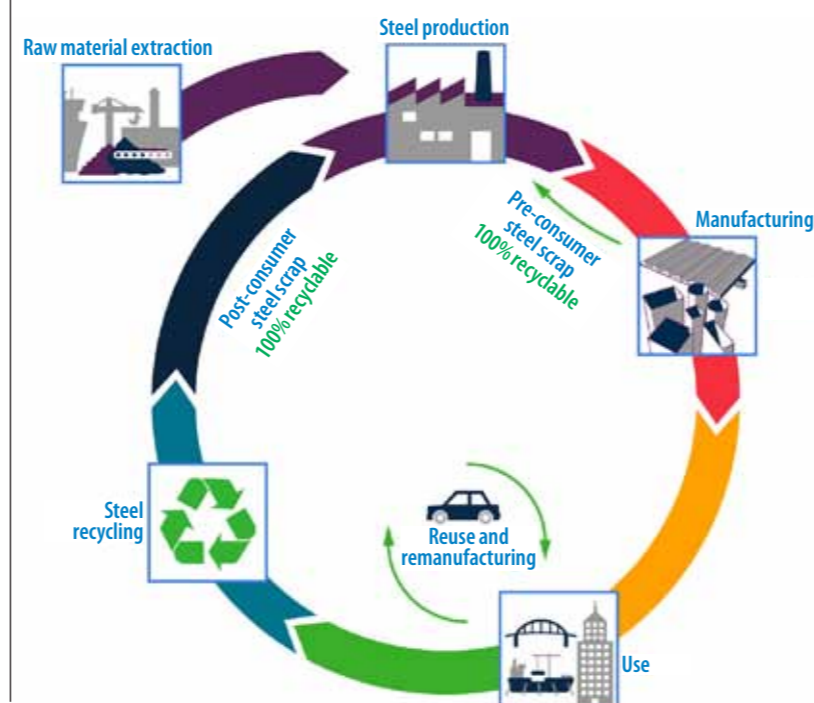 Steel production
Raw material extraction
Manufacturing
Pre-consumer
steel scrap
100% recyclable
Post-consumer
steel scrap
100% recyclable
Steel
recycling
Reuse and
remanufacturing
Use